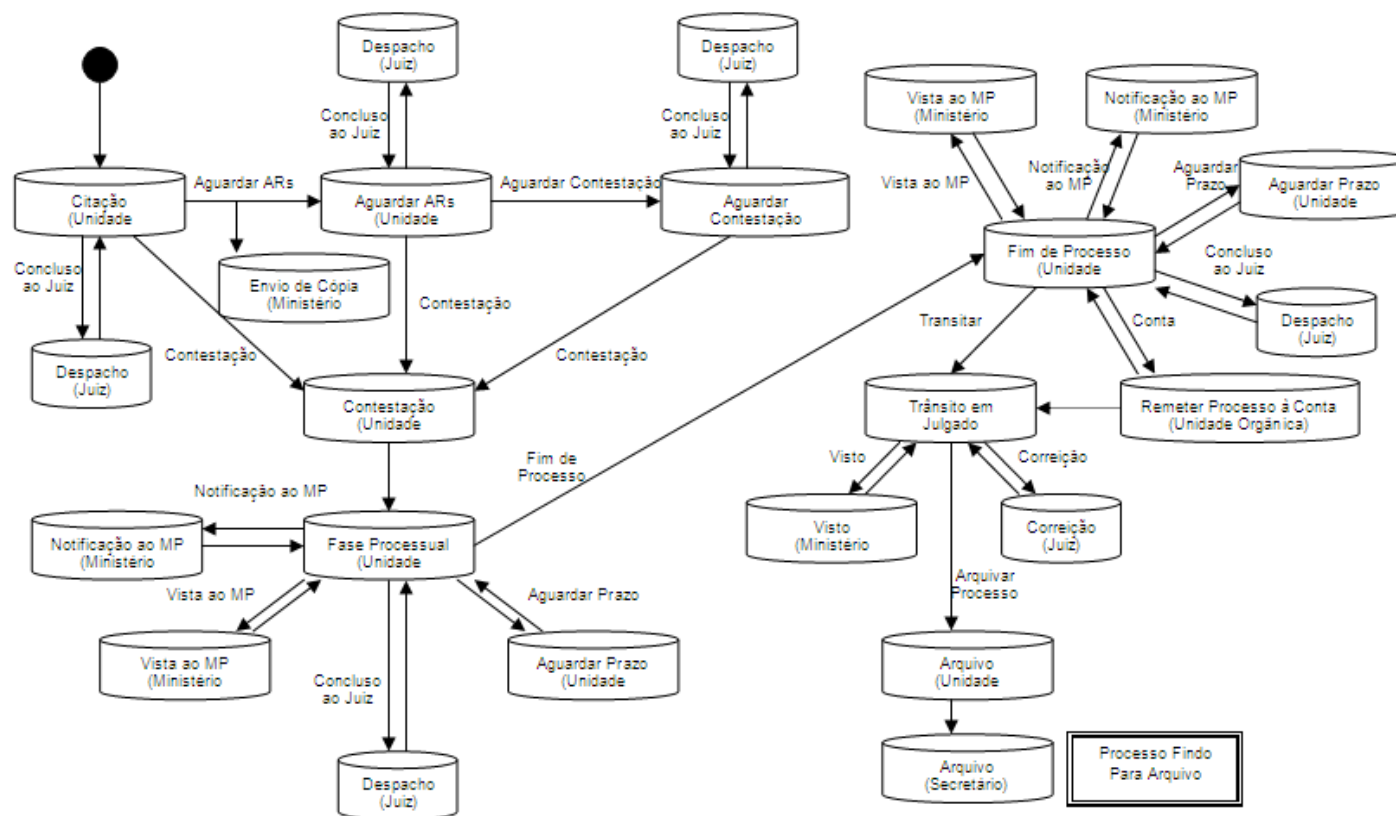 Despacho
(Juiz)
Despacho
(Juiz)
Concluso
ao Juiz
Concluso
ao Juiz
Vista ao MP
(Ministério
Notificação ao MP
(Ministério
Vista ao MP
Notificação
ao MP
Aguardar
Prazo
Aguardar Prazo
(Unidade
Citação
(Unidade
Aguardar ARs
Aguardar ARs
(Unidade
Aguardar Contestação
Aguardar
Contestação
Fim de Processo
(Unidade
Concluso
ao Juiz
Concluso
ao Juiz
Envio de Cópia
(Ministério
Contestação
Transitar
Conta
Despacho
(Juiz)
Despacho
(Juiz)
Contestação
Contestação
Contestação
(Unidade
Trânsito em
Julgado
Remeter Processo à Conta
(Unidade Orgânica)
Fim de
Processo
Visto
Correição
Notificação ao MP
Notificação ao MP
(Ministério
Fase Processual
(Unidade
Visto
(Ministério
Correição
(Juiz)
Vista ao MP
Aguardar Prazo
Arquivar
Processo
Vista ao MP
(Ministério
Concluso
ao Juiz
Aguardar Prazo
(Unidade
Arquivo
(Unidade
Despacho
(Juiz)
Arquivo
(Secretário)
Processo Findo
Para Arquivo